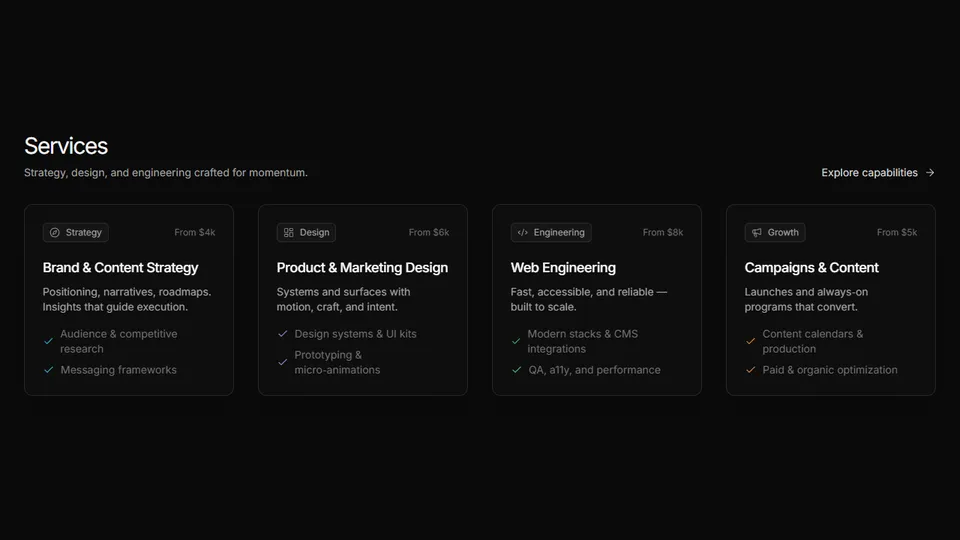 Services
Strategy, design, and engineering crafted for momentum.
Explore capabilities
Strategy
From $4k
Brand & Content Strategy
Positioning, narratives, roadmaps.
Insights that guide execution.
Audience & competitive
research
Messaging frameworks
Design
From $6k
Product & Marketing Design
Systems and surfaces with
motion, craft, and intent.
Design systems & UI kits
Prototyping &
micro-animations
Engineering
From $8k
Web Engineering
Fast, accessible, and reliable —
built to scale.
Modern stacks & CMS
integrations
QA, a11y, and performance
Growth
From $5k
Campaigns & Content
Launches and always-on
programs that convert.
Content calendars &
production
Paid & organic optimization